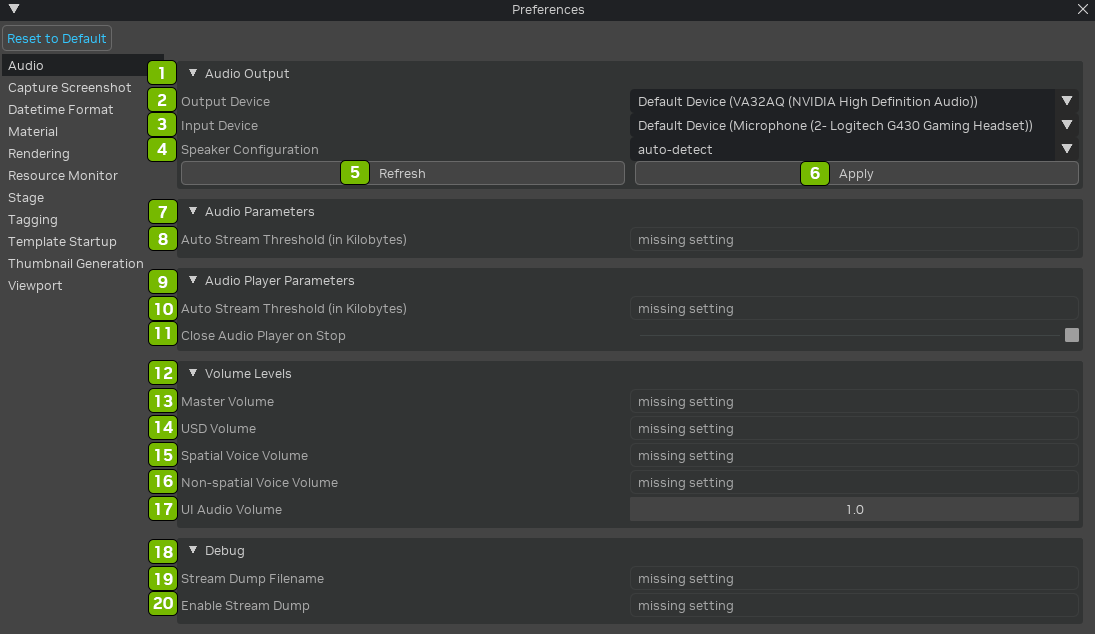 Preferences
Reset to Default
Audio
Capture Screenshot
Datetime Format
Material
Rendering
Resource Monitor
Stage
Tagging
Template Startup
Thumbnail Generation
Viewport
1 Audio Output
2 Output Device Default Device (VA32AQ (NVIDIA High Definition Audio))
3 Input Device Default Device (Microphone (2- Logitech G430 Gaming Headset))
4 Speaker Configuration auto-detect
5 Refresh 6 Apply
7 Audio Parameters
8 Auto Stream Threshold (in Kilobytes) missing setting
9 Audio Player Parameters
10 Auto Stream Threshold (in Kilobytes) missing setting
11 Close Audio Player on Stop
12 Volume Levels
13 Master Volume missing setting
14 USD Volume missing setting
15 Spatial Voice Volume missing setting
16 Non-spatial Voice Volume missing setting
17 UI Audio Volume 1.0
18 Debug
19 Stream Dump Filename missing setting
20 Enable Stream Dump missing setting